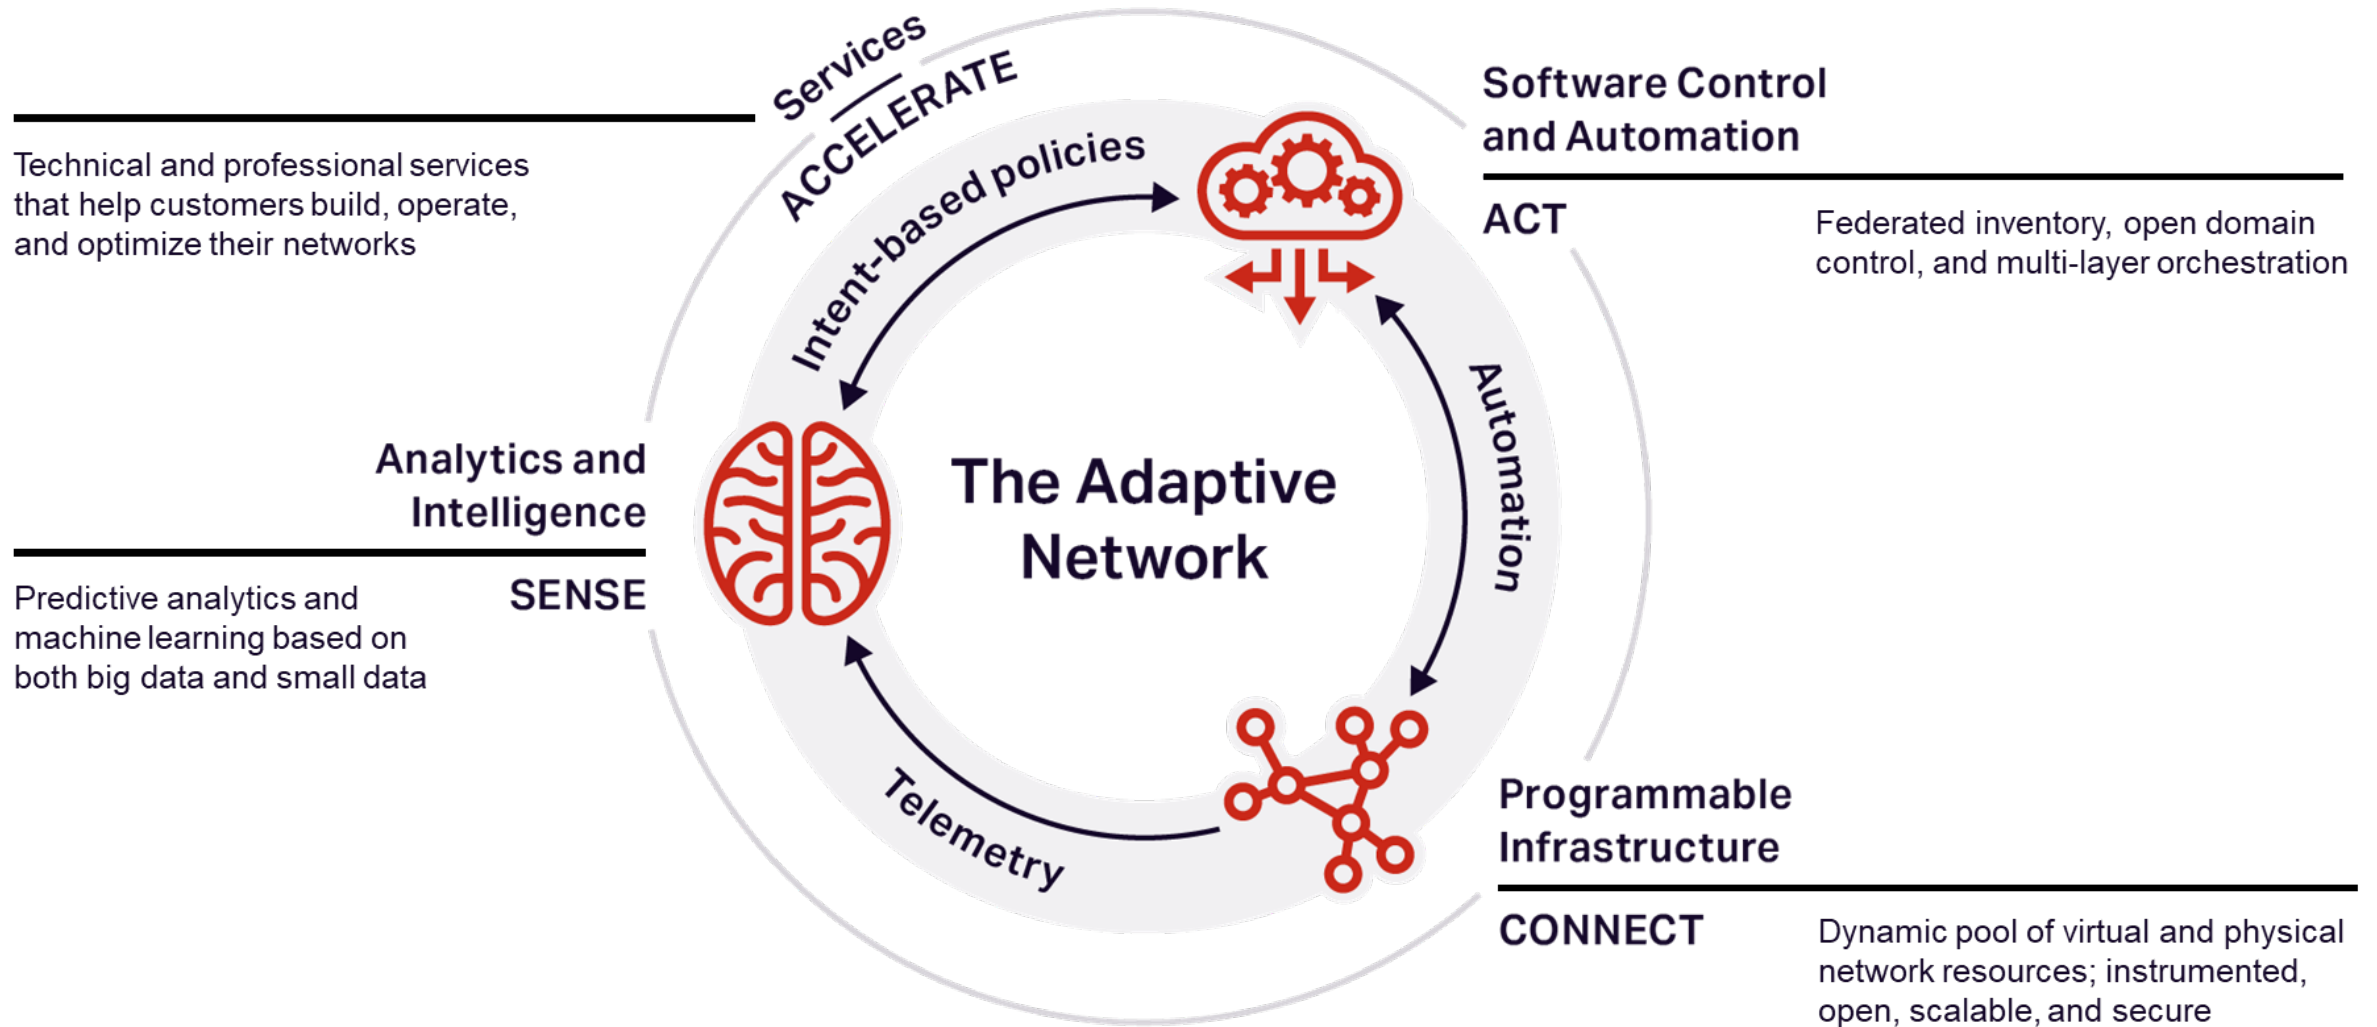 Services
ACCELERATE
Technical and professional services
that help customers build, operate,
and optimize their networks
Software Control
and Automation
ACT
Federated inventory, open domain
control, and multi-layer orchestration
Intent-based policies
Automation
Analytics and
Intelligence
SENSE
Predictive analytics and
machine learning based on
both big data and small data
The Adaptive
Network
Telemetry
Programmable
Infrastructure
CONNECT
Dynamic pool of virtual and physical
network resources; instrumented,
open, scalable, and secure